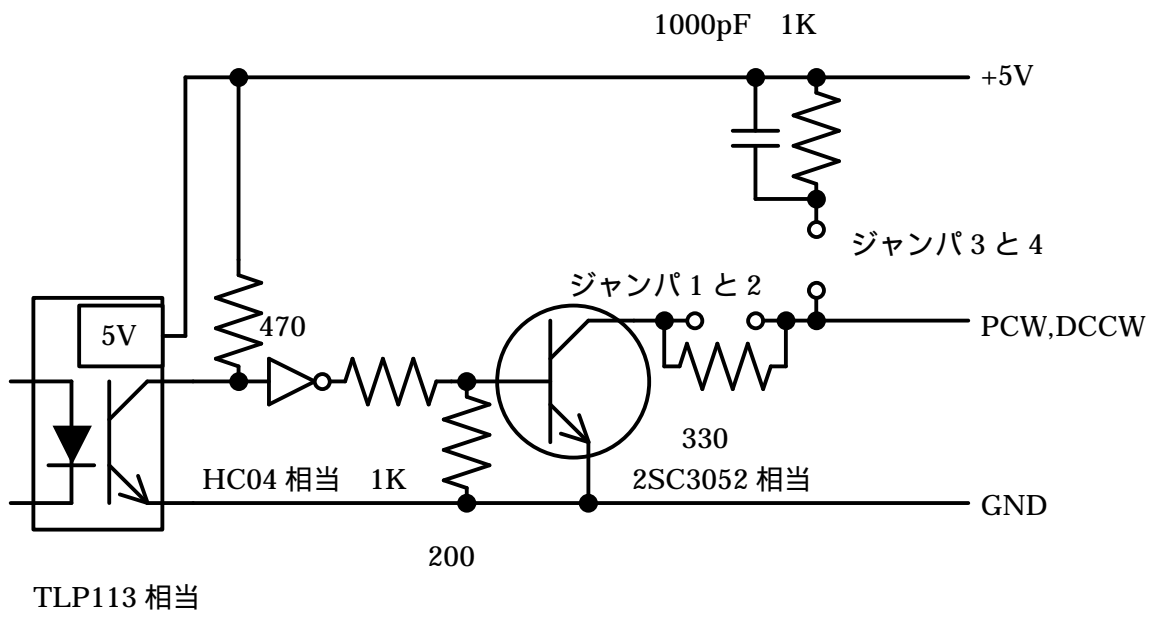 1000pF 1K
+5V
ジャンパ 3 と 4
ジャンパ 1 と 2
5V
470
PCW,DCCW
330
HC04 相当 1K
2SC3052 相当
GND
200
TLP113 相当